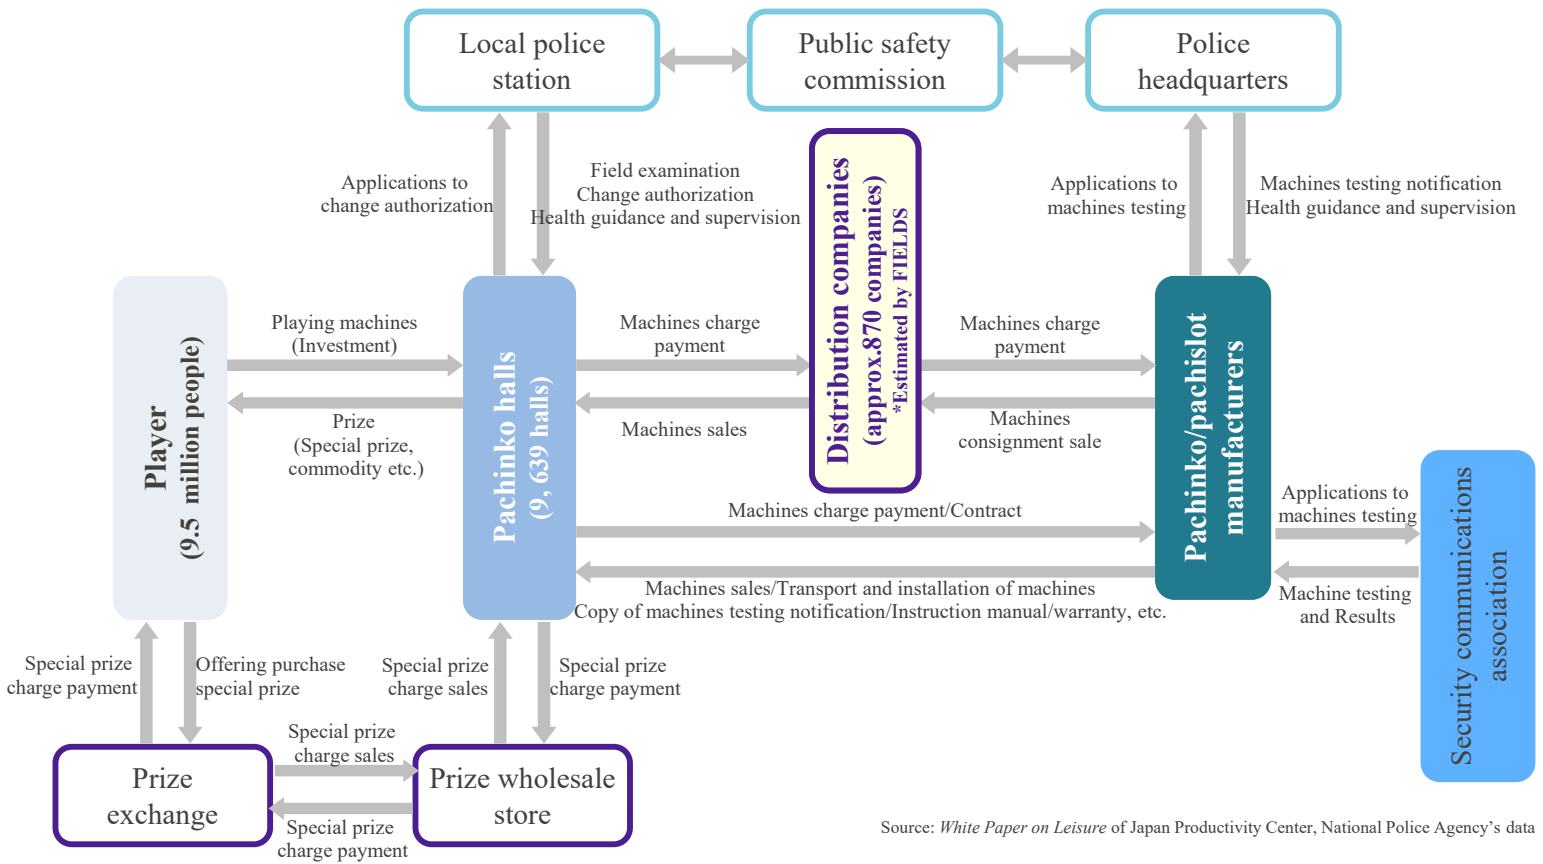 Local police
station
Public safety
commission
Police
headquarters
Applications to
change authorization
Field examination
Change authorization
Health guidance and supervision
Distribution companies
(approx.870 companies)
*Estimated by FIELDS
Applications to
machines testing
Machines testing notification
Health guidance and supervision
Player
(9.5 million people)
Playing machines
(Investment)
Prize
(Special prize,
commodity etc.)
Pachinko halls
(9, 639 halls)
Machines charge
payment
Machines sales
Machines charge
payment
Machines
consignment sale
Pachinko/pachislot
manufacturers
Machines charge payment/Contract
Machines sales/Transport and installation of machines
Copy of machines testing notification/Instruction manual/warranty, etc.
Applications to
machines testing
Machine testing
and Results
Security communications
association
Special prize
charge payment
Offering purchase
special prize
Special prize
charge sales
Special prize
charge payment
Prize
exchange
Special prize
charge sales
Special prize
charge payment
Prize wholesale
store
Source: White Paper on Leisure of Japan Productivity Center, National Police Agency’s data